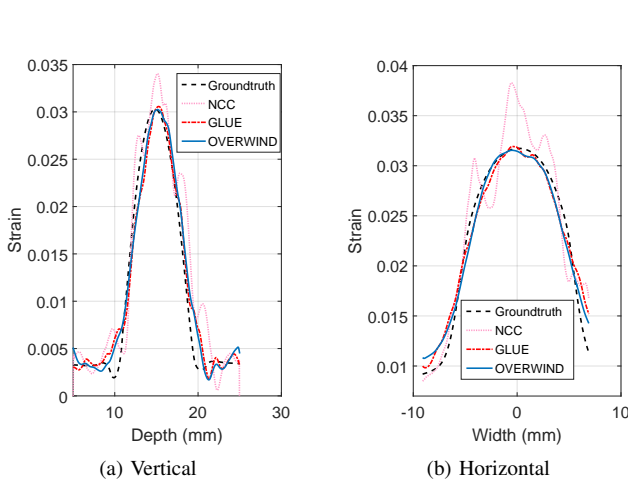 0.035
0.03
0.025
0.02
0.015
0.01
0.005
0
10
20
30
Strain
Depth (mm)
Groundtruth
NCC
GLUE
OVERWIND
(a) Vertical
0.04
0.035
0.03
0.025
0.02
0.015
0.01
-10
0
10
Strain
Width (mm)
Groundtruth
NCC
GLUE
OVERWIND
(b) Horizontal